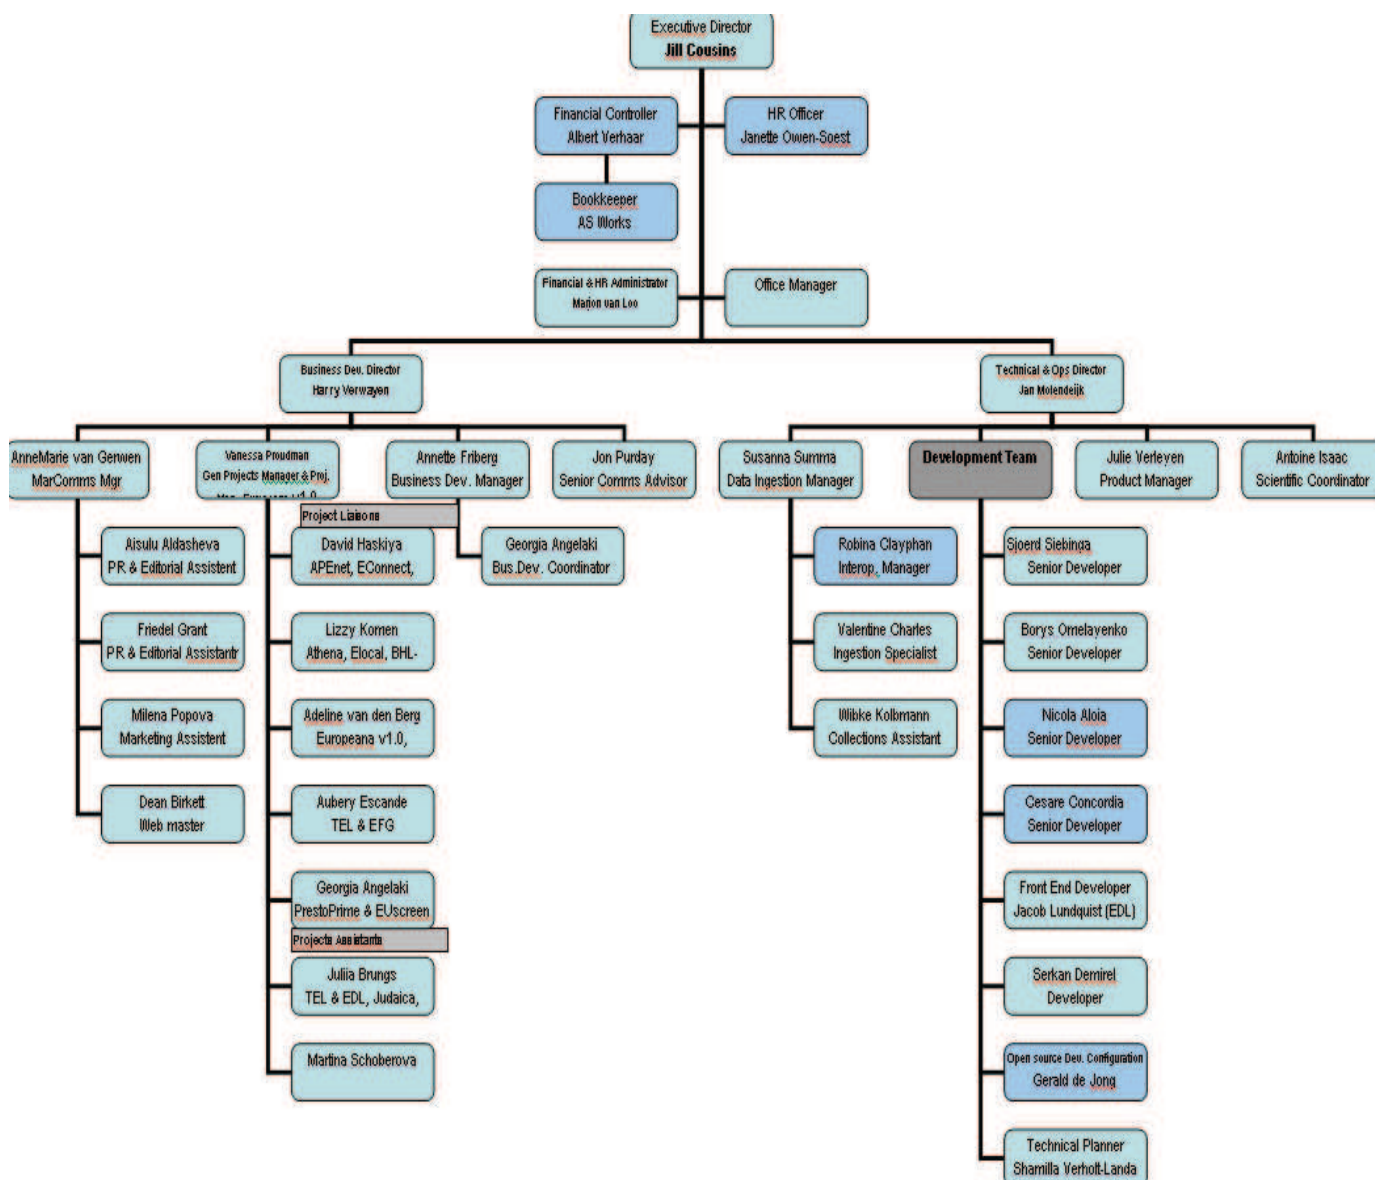 Executive Director
Jill Cousins
Financial Controller
Albert Verhaar
HR Officer
Janette Owen-Soest
Bookkeeper
AS Works
Financial & HR Administrator
Marjon van Loo
Office Manager
Business Dev. Director
Harry Verwayen
Technical & Ops Director
Jan Molendeijk
AnneMarie van Gerwen
MarComms Mgr
Vanessa Proudman
Gen Projects Manager & Proj.
Annette Friberg
Business Dev. Manager
Jon Purday
Senior Comms Advisor
Susanna Summa
Data Ingestion Manager
Development Team
Julie Verleyen
Product Manager
Antoine Isaac
Scientific Coordinator
Project Liaisons
Aisulu Aldasheva
PR & Editorial Assistent
David Haskiya
APEnet, EConnect,
Georgia Angelaki
Bus.Dev. Coordinator
Robina Clayphan
Interop. Manager
Sjoerd Siebinga
Senior Developer
Friedel Grant
PR & Editorial Assistantr
Lizzy Komen
Athena, Elocal, BHL-
Valentine Charles
Ingestion Specialist
Borys Omelayenko
Senior Developer
Milena Popova
Marketing Assistent
Adeline van den Berg
Europeana v1.0,
Wibke Kolbmann
Collections Assistant
Nicola Aloia
Senior Developer
Dean Birkett
Web master
Aubery Escande
TEL & EFG
Cesare Concordia
Senior Developer
Georgia Angelaki
PrestoPrime & EUscreen
Front End Developer
Jacob Lundquist (EDL)
Projects Assistants
Juliia Brungs
TEL & EDL, Judaica,
Serkan Demirel
Developer
Martina Schoberova
Open source Dev. Configuration
Gerald de Jong
Technical Planner
Shamilla Verhoft-Landa